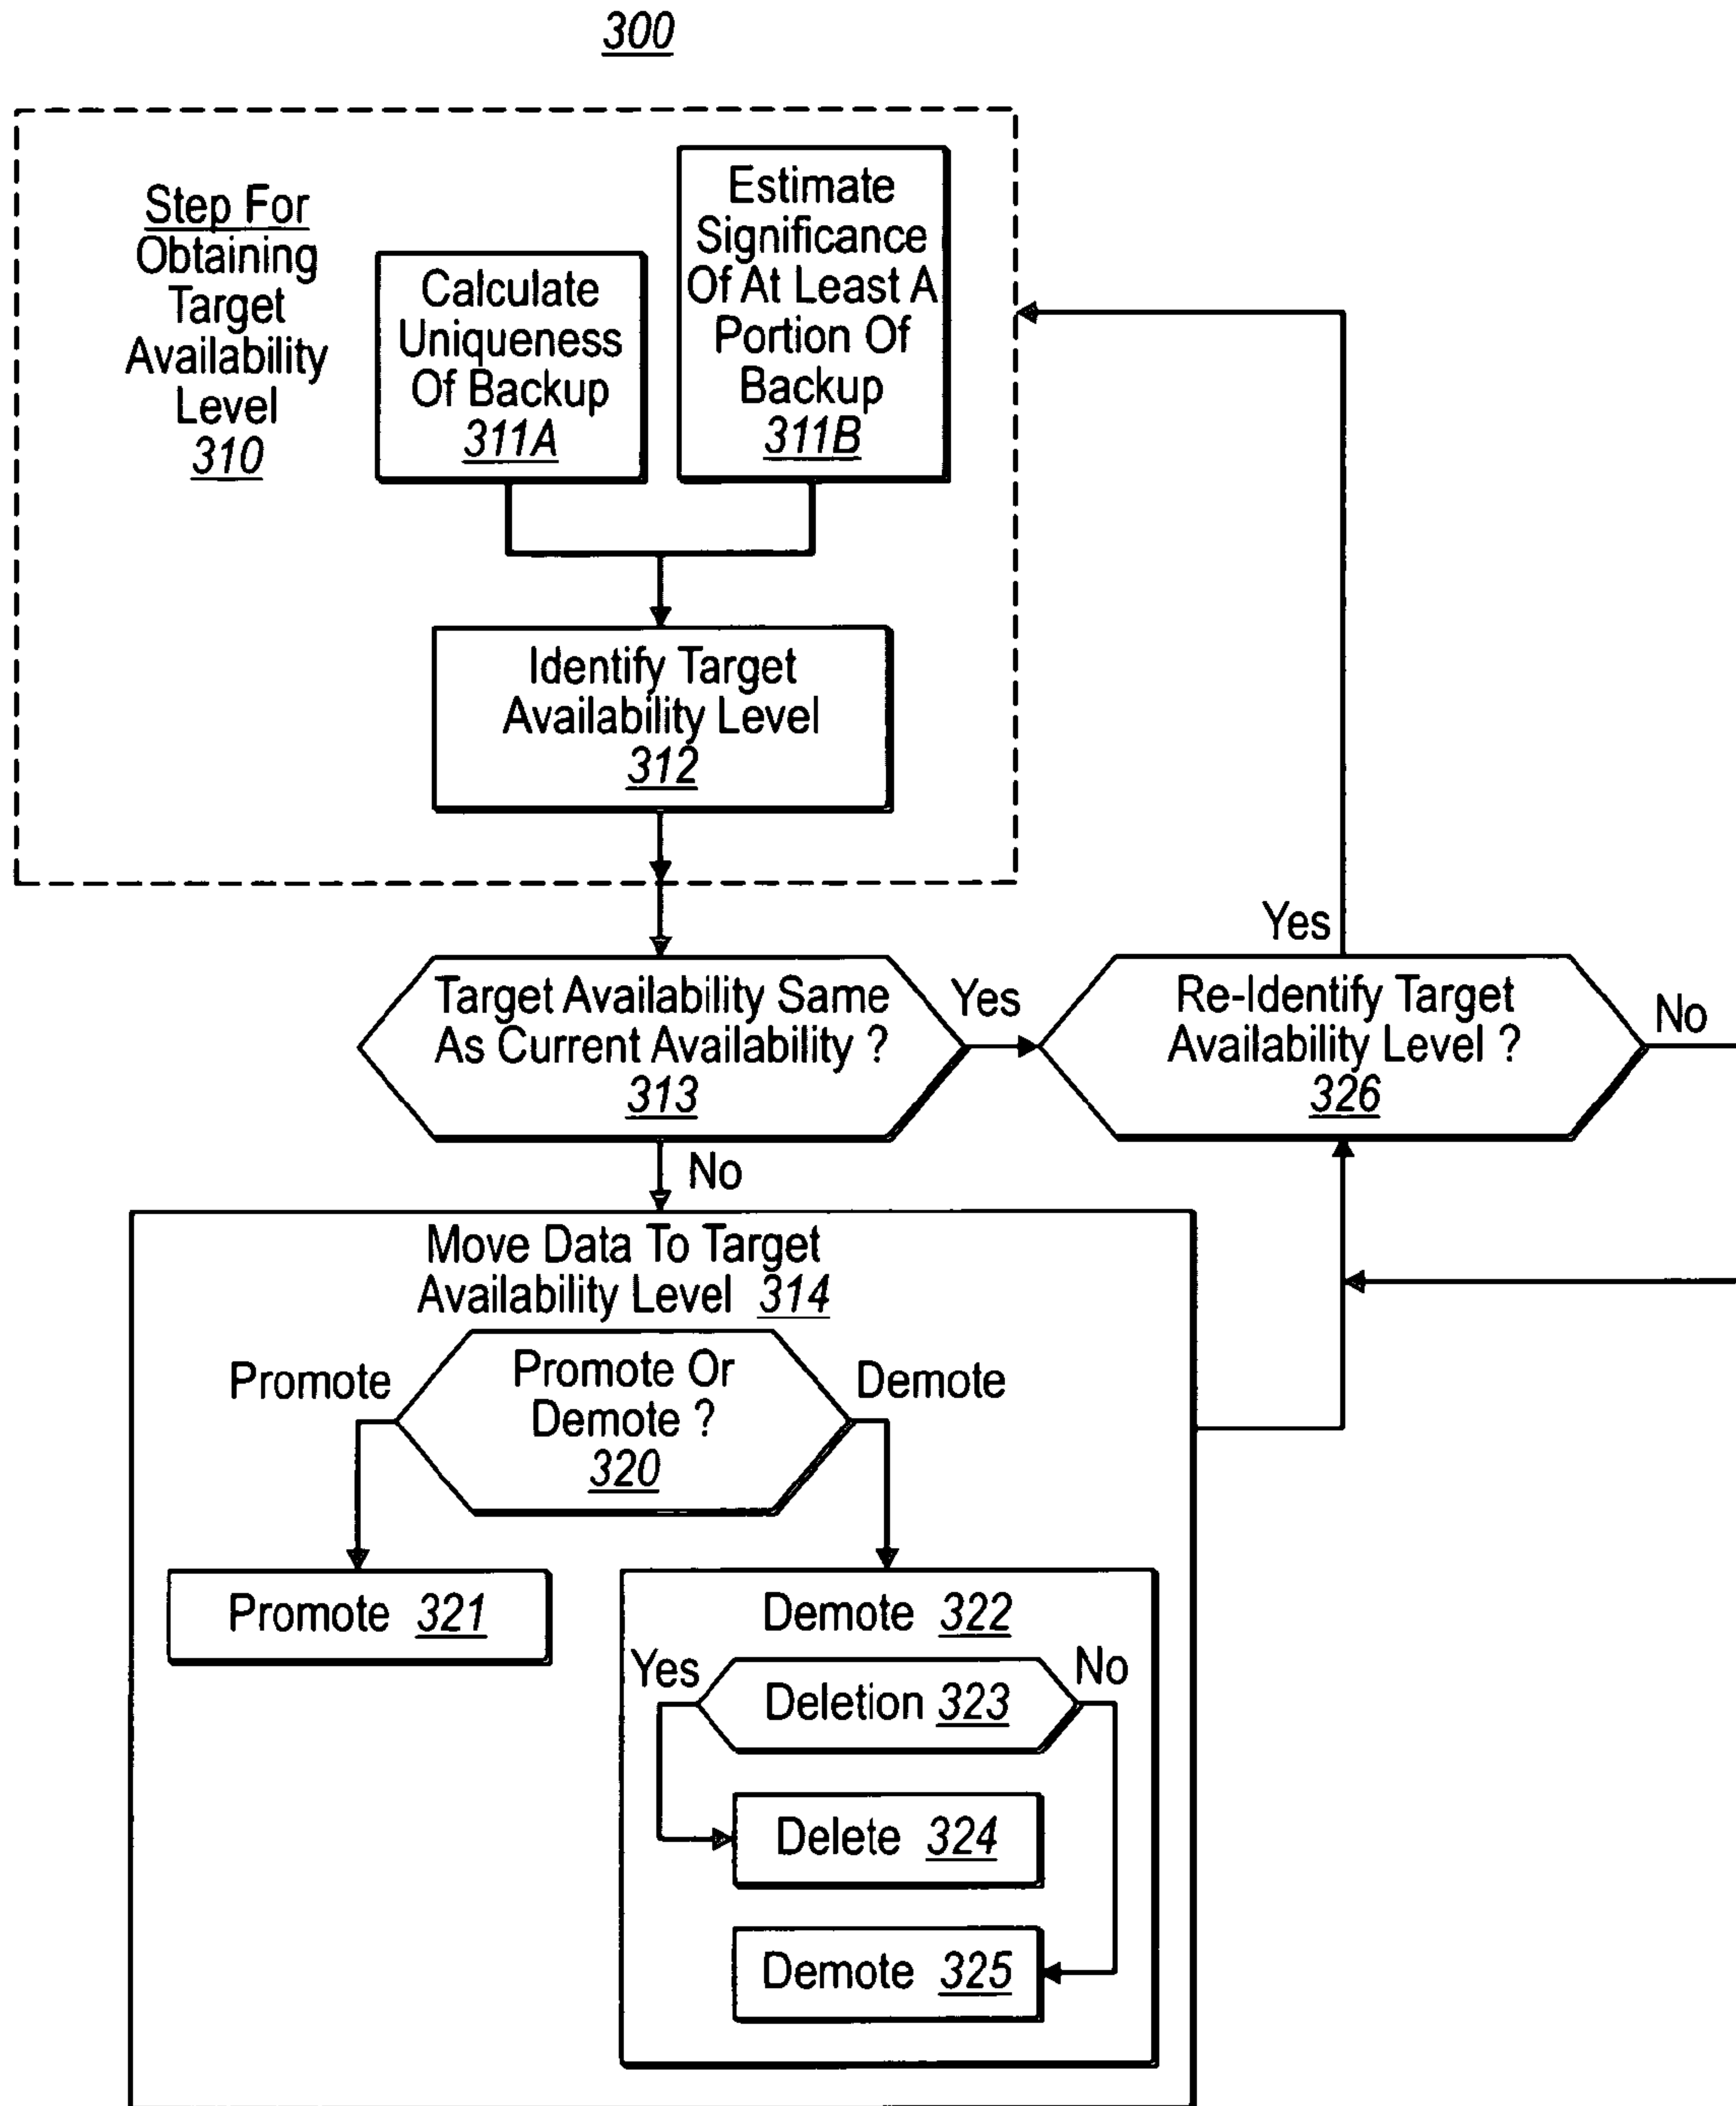 300
Step For
Obtaining
Target
Availability
Level
310
Calculate
Uniqueness
Of Backup
311A
Estimate
Significance
Of At Least A
Portion Of
Backup
311B
Identify Target
Availability Level
312
Target Availability Same
As Current Availability ?
313
Yes
No
Re-Identify Target
Availability Level ?
326
Yes
No
Move Data To Target
Availability Level 314
Promote Or
Demote ?
320
Promote
Demote
Promote 321
Demote 322
Deletion 323
Yes
No
Delete 324
Demote 325